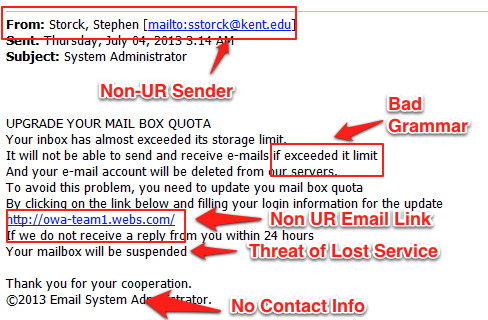 From: Storck, Stephen [mailto:sstorck@kent.edu]
Sent: Thursday, July 04, 2013 3:14 AM
Subject: System Administrator
Non-UR Sender
Bad
Grammar
UPGRADE YOUR MAIL BOX QUOTA
Your inbox has almost exceeded its storage limit.
It will not be able to send and receive e-mails if exceeded it limit
And your e-mail account will be deleted from our servers.
To avoid this problem, you need to update you mail box quota
By clicking on the link below and filling your login information for the update
http://owa-team1.webs.com/
Non UR Email Link
If we do not receive a reply from you within 24 hours
Your mailbox will be suspended
Threat of Lost Service
Thank you for your cooperation.
©2013 Email System Administrator.
No Contact Info